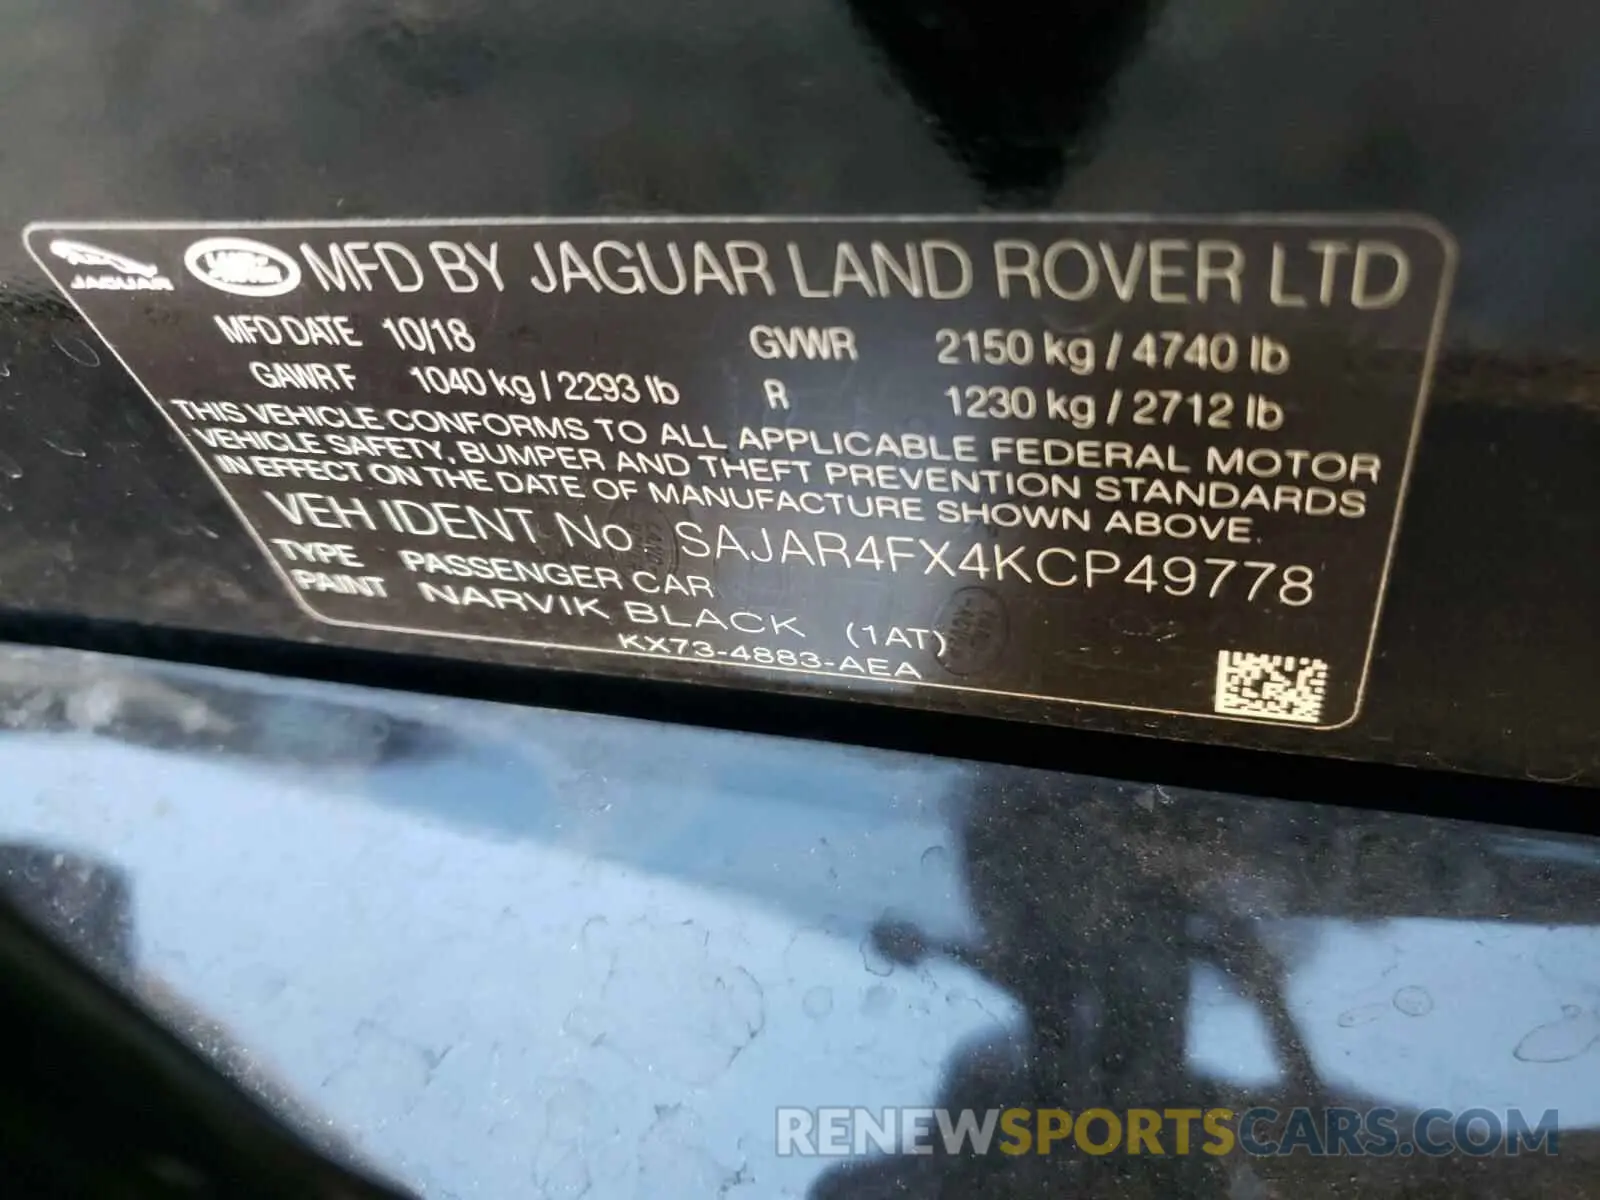 JAGUAR LAND ROVER MFD BY JAGUAR LAND ROVER LTD
MFD DATE 10/18 GVWR 2150 kg / 4740 lb
GAWR F 1040 kg / 2293 lb R 1230 kg / 2712 lb
THIS VEHICLE CONFORMS TO ALL APPLICABLE FEDERAL MOTOR
VEHICLE SAFETY, BUMPER AND THEFT PREVENTION STANDARDS
IN EFFECT ON THE DATE OF MANUFACTURE SHOWN ABOVE.
VEH IDENT No. SAJAR4FX4KCP49778
TYPE PASSENGER CAR
PAINT NARVIK BLACK (1AT)
KX73-4883-AEA
RENEWSPORTSCARS.COM